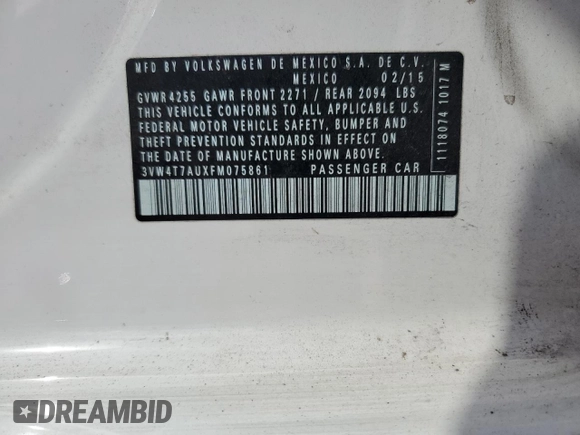 MFD BY VOLKSWAGEN DE MEXICO S.A. DE C.V.
MEXICO 02/15
GVWR 4255 GAWR FRONT 2271 / REAR 2094 LBS
THIS VEHICLE CONFORMS TO ALL APPLICABLE U.S.
FEDERAL MOTOR VEHICLE SAFETY, BUMPER AND
THEFT PREVENTION STANDARDS IN EFFECT ON
THE DATE OF MANUFACTURE SHOWN ABOVE.
3VW4T7AUXFM075861 PASSENGER CAR
1118074 1017 M
DREAMBID